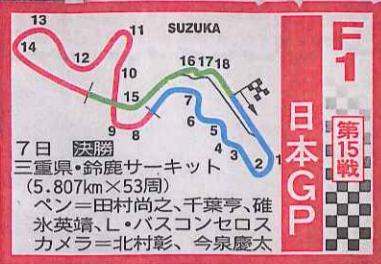 F1
第15戦
日本GP
SUZUKA
13
11
14
12
10
16 17 18
15
7
6
9
8
5
4
3
2
1
7日 決勝
三重県・鈴鹿サーキット
(5.807km×53周)
ペン=田村尚之、千葉亨、碓
氷英靖、L・バスコンセロス
カメラ=北村彰、今泉慶太